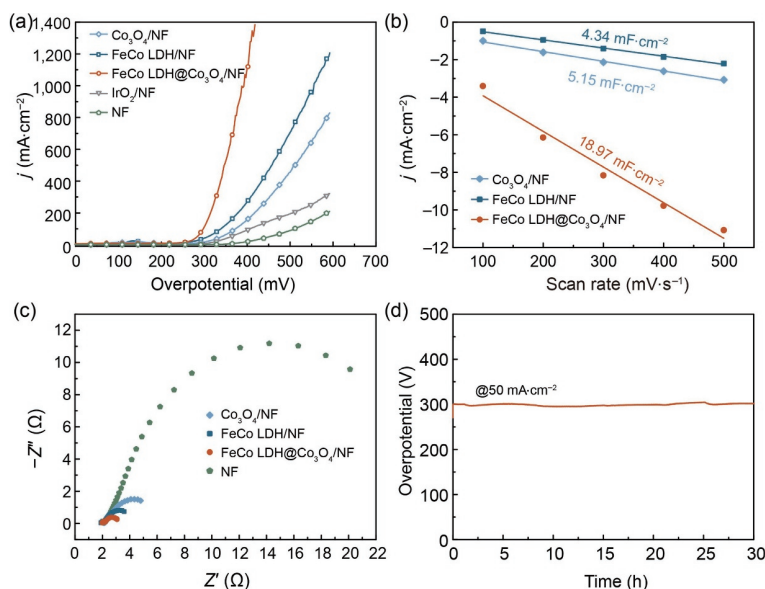 (a)
1,400
1,200
1,000
800
600
400
200
0
j (mA·cm⁻²)
Co₃O₄/NF
FeCo LDH/NF
FeCo LDH@Co₃O₄/NF
IrO₂/NF
NF
0 100 200 300 400 500 600 700
Overpotential (mV)
(b)
0
−2
−4
−6
−8
−10
−12
j (mA·cm⁻²)
4.34 mF·cm⁻²
5.15 mF·cm⁻²
18.97 mF·cm⁻²
Co₃O₄/NF
FeCo LDH/NF
FeCo LDH@Co₃O₄/NF
100 200 300 400 500
Scan rate (mV·s⁻¹)
(c)
12
10
8
6
4
2
0
−Z″ (Ω)
Co₃O₄/NF
FeCo LDH/NF
FeCo LDH@Co₃O₄/NF
NF
0 2 4 6 8 10 12 14 16 18 20 22
Z′ (Ω)
(d)
500
400
300
200
100
0
Overpotential (V)
@50 mA·cm⁻²
0 5 10 15 20 25 30
Time (h)